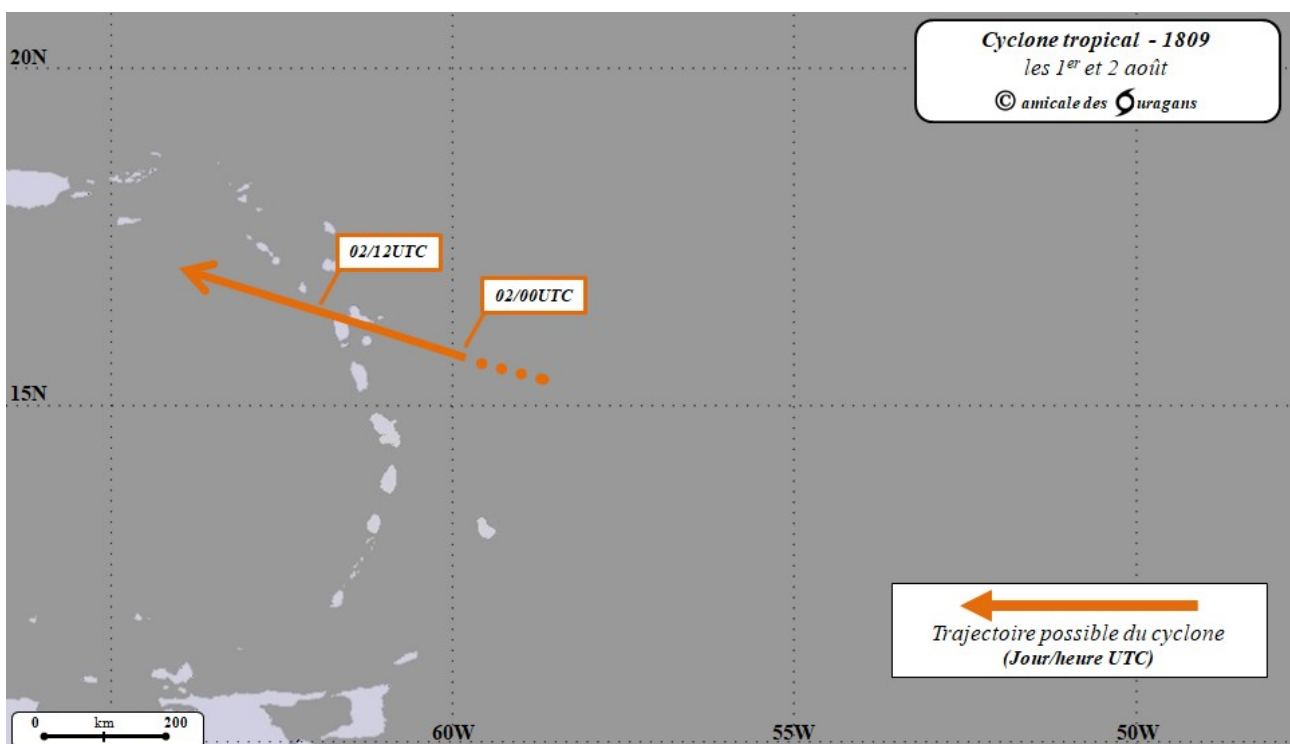 20N
Cyclone tropical - 1809
les 1er et 2 août
© amicale des Ouragans
02/12UTC
02/00UTC
15N
Trajectoire possible du cyclone
(Jour/heure UTC)
0 km 200
60W 55W 50W